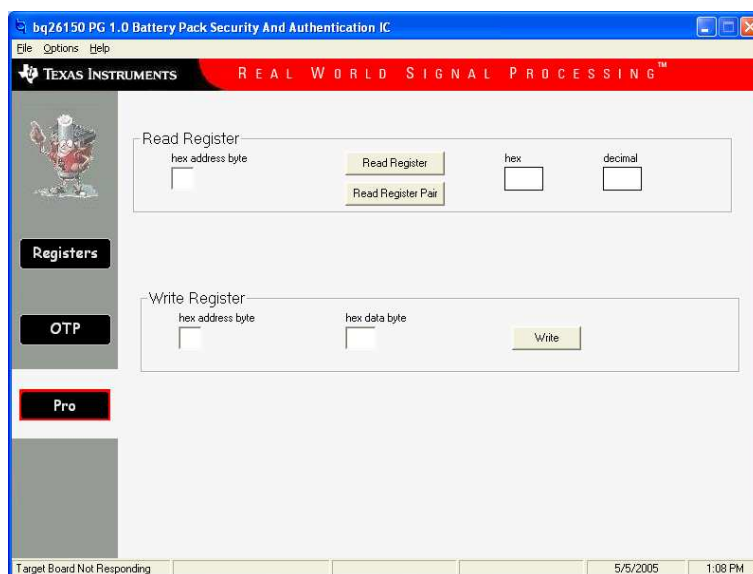 bq26150 PG 1.0 Battery Pack Security And Authentication IC
File Options Help
TEXAS INSTRUMENTS REAL WORLD SIGNAL PROCESSING™
Read Register
hex address byte
Read Register
hex
decimal
Read Register Pair
Registers
Write Register
hex address byte
hex data byte
OTP
Write
Pro
Target Board Not Responding
5/5/2005
1:08 PM